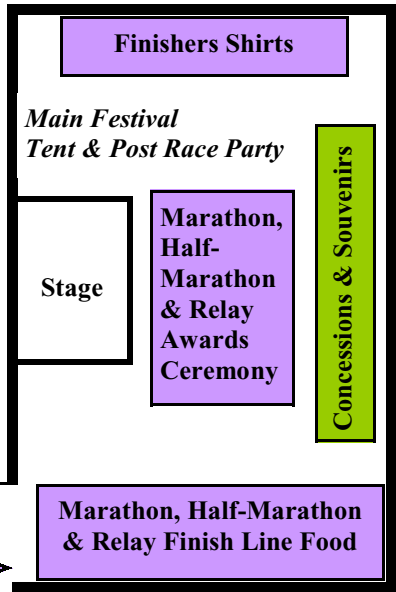 Finishers Shirts
Main Festival
Tent & Post Race Party
Stage
Marathon,
Half-
Marathon
& Relay
Awards
Ceremony
Concessions & Souvenirs
Marathon, Half-Marathon
& Relay Finish Line Food